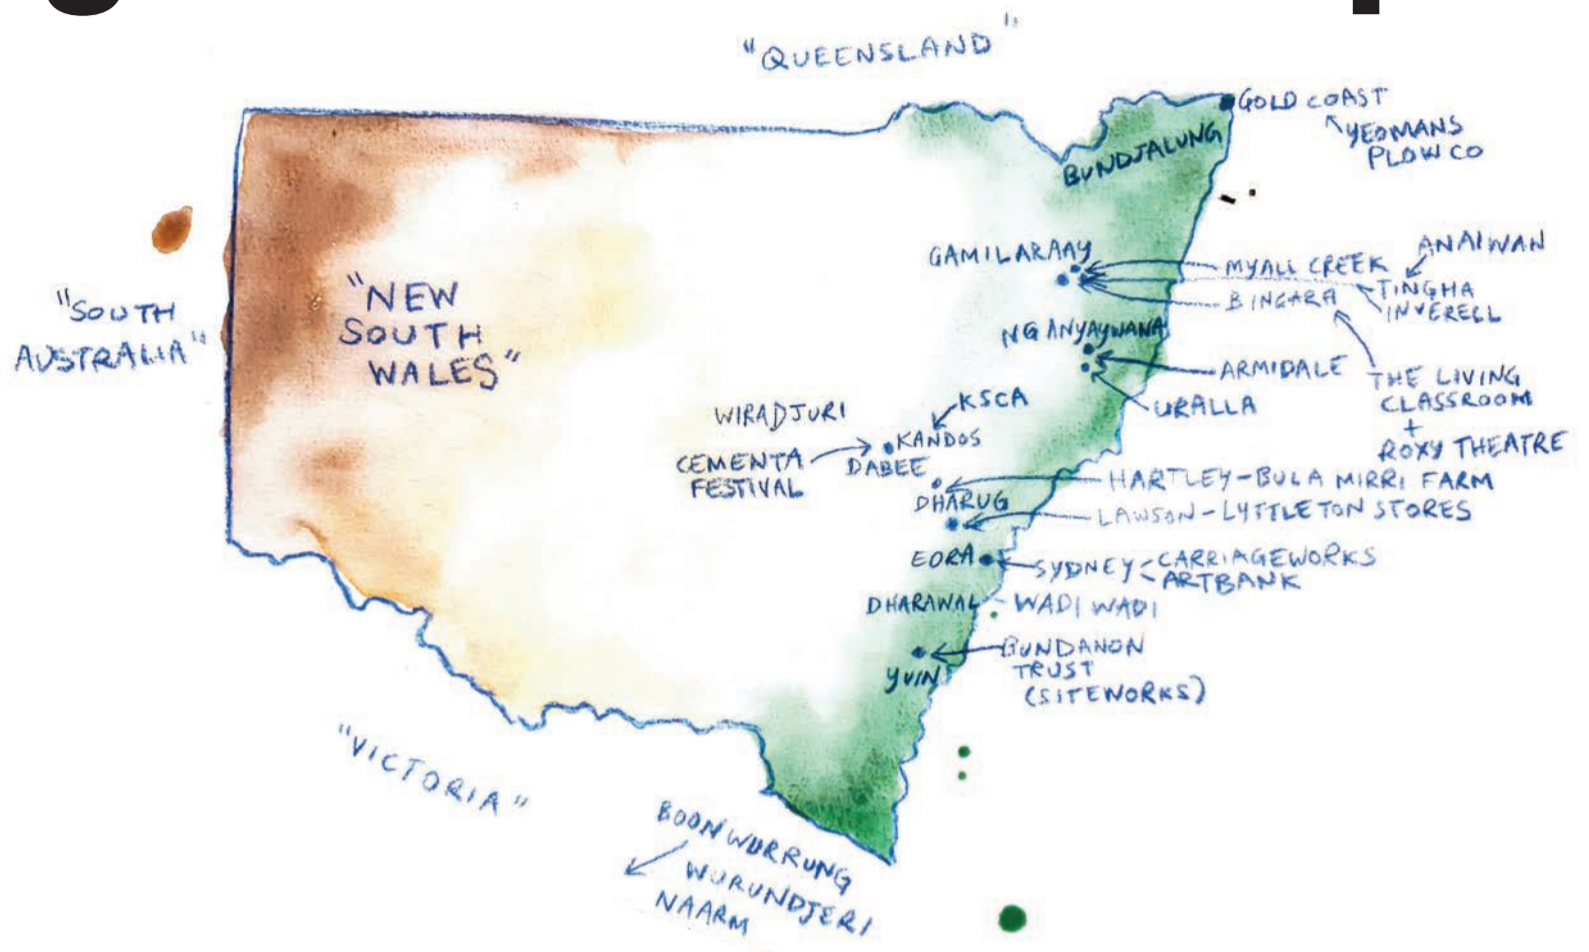 "QUEENSLAND"
GOLD COAST
YEOMANS
PLOW CO
BUNDJALUNG
GAMILARAAY
MYALL CREEK
ANAIWAN
BINGARA
TINGHA
INVERELL
"SOUTH
AUSTRALIA"
"NEW
SOUTH
WALES"
NGANYAYWANA
ARMIDALE
URALLA
THE LIVING
CLASSROOM
+
ROXY THEATRE
WIRADJURI
KSCA
KANDOS
CEMENTA
FESTIVAL
DABEE
HARTLEY-BULA MIRRI FARM
DHARUG
LAWSON-LYTTLETON STORES
EORA
SYDNEY
CARRIAGEWORKS
ARTBANK
DHARAWAL - WADI WADI
BUNDANON
TRUST
(SITEWORKS)
YUIN
"VICTORIA"
BOONWURRUNG
WURUNDJERI
NAARM